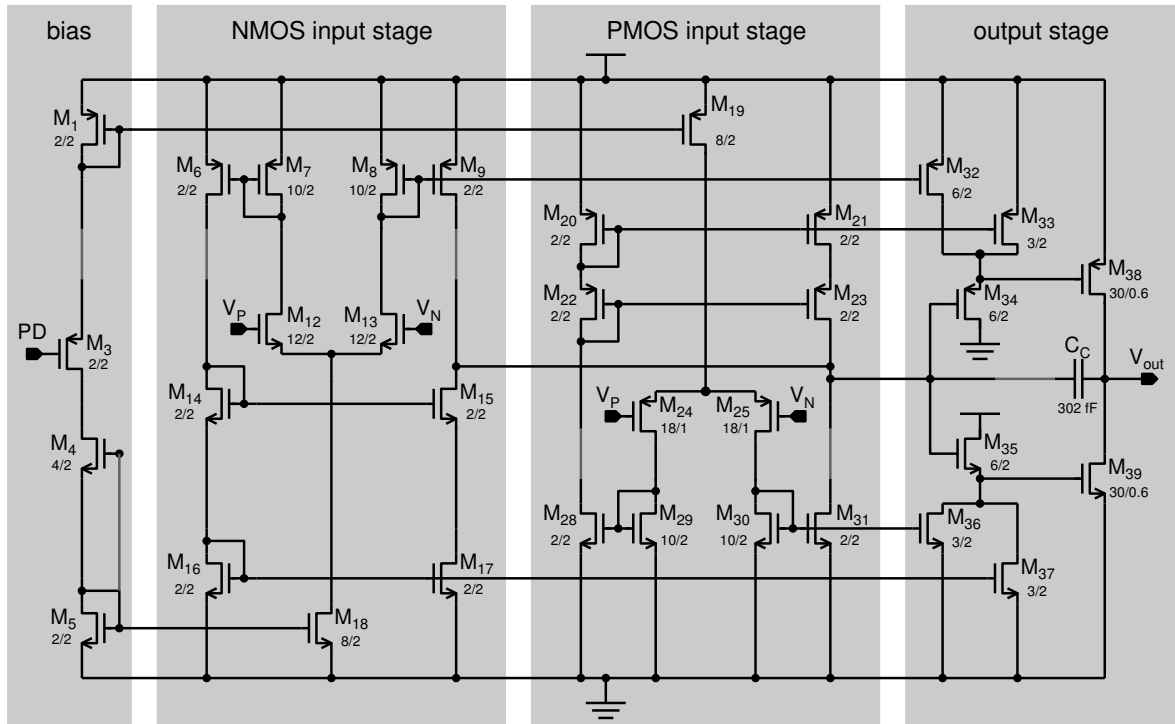 bias
NMOS input stage
PMOS input stage
output stage
M1
2/2
M6
2/2
M7
10/2
M8
10/2
M9
2/2
M19
8/2
M32
6/2
M20
2/2
M21
2/2
M33
3/2
M22
2/2
M23
2/2
M34
6/2
M38
30/0.6
PD
M3
2/2
VP
M12
12/2
M13
12/2
VN
CC
302 fF
Vout
M14
2/2
M15
2/2
VP
M24
18/1
M25
18/1
VN
M4
4/2
M35
6/2
M39
30/0.6
M28
2/2
M29
10/2
M30
10/2
M31
2/2
M36
3/2
M16
2/2
M17
2/2
M37
3/2
M5
2/2
M18
8/2